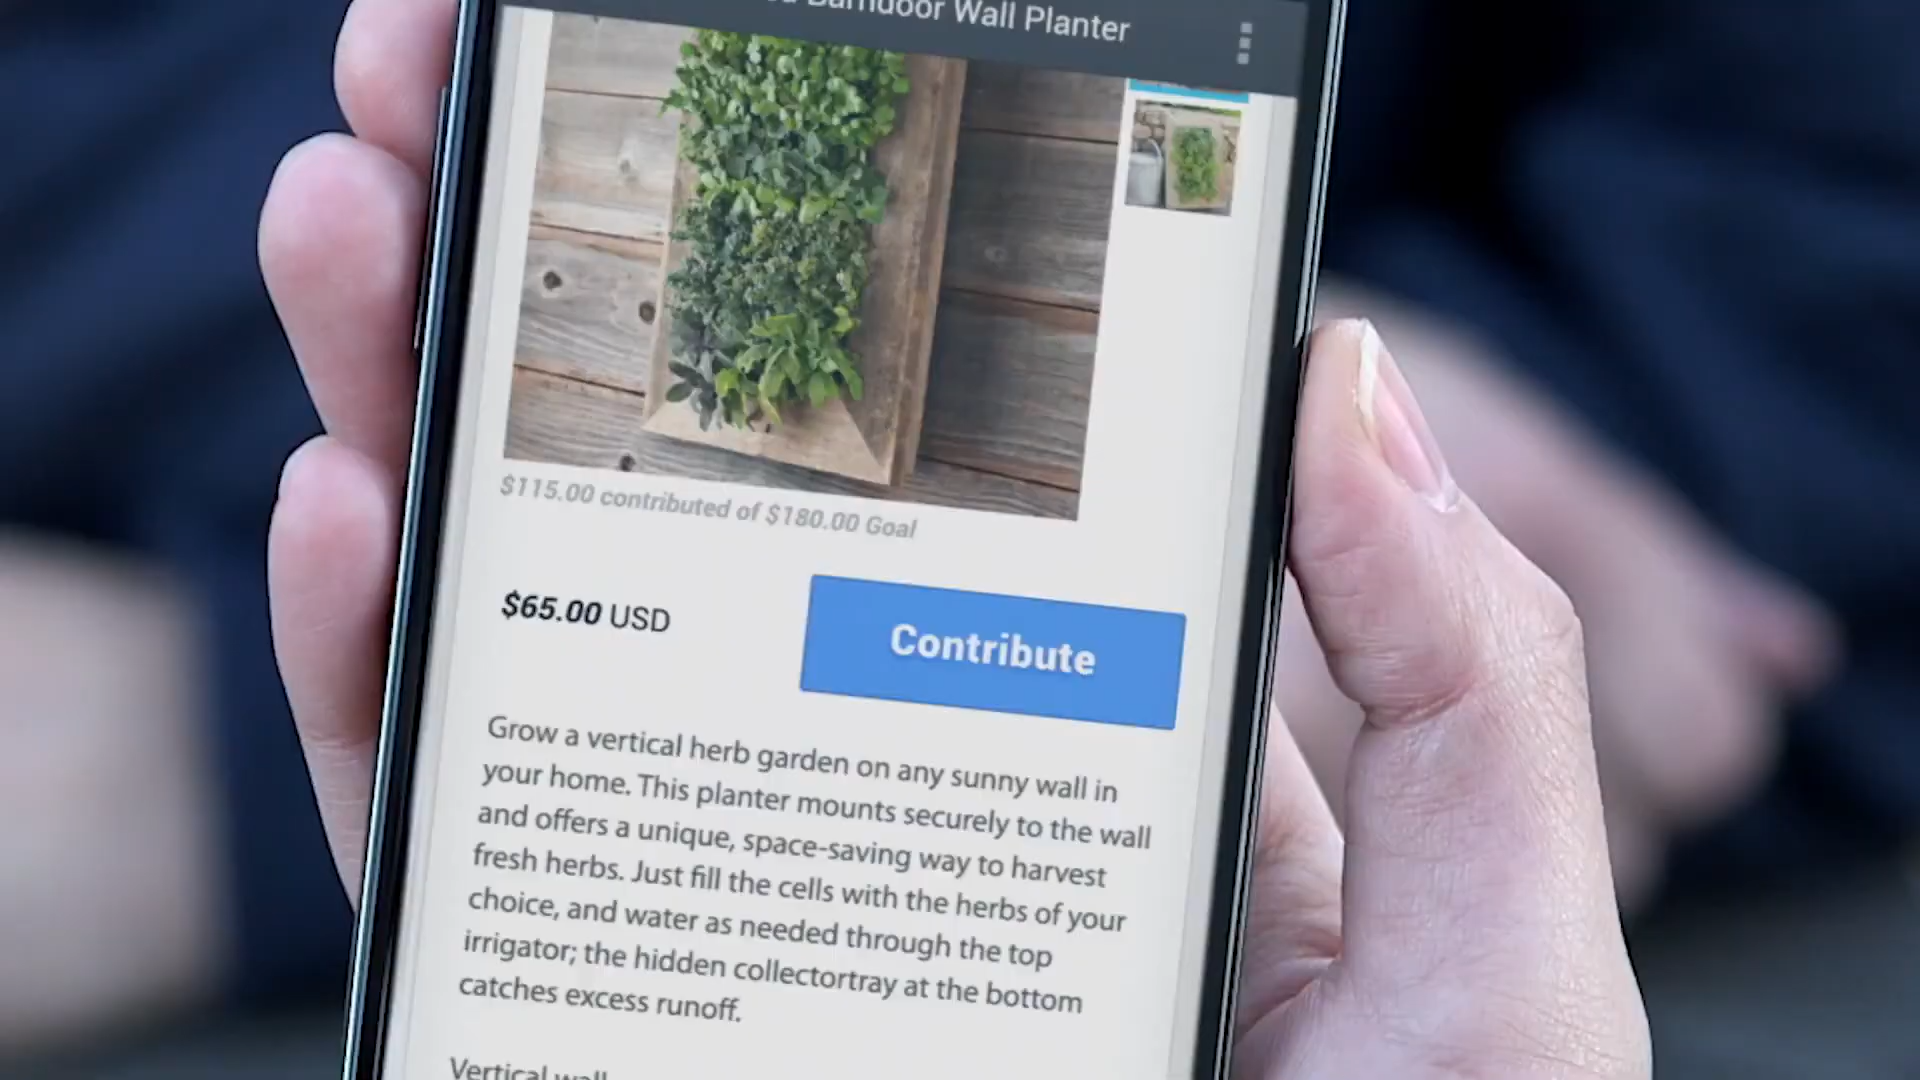 Barndoor Wall Planter
$115.00 contributed of $180.00 Goal
$65.00 USD
Contribute
Grow a vertical herb garden on any sunny wall in
your home. This planter mounts securely to the wall
and offers a unique, space-saving way to harvest
fresh herbs. Just fill the cells with the herbs of your
choice, and water as needed through the top
irrigator; the hidden collectortray at the bottom
catches excess runoff.
Vertical wall